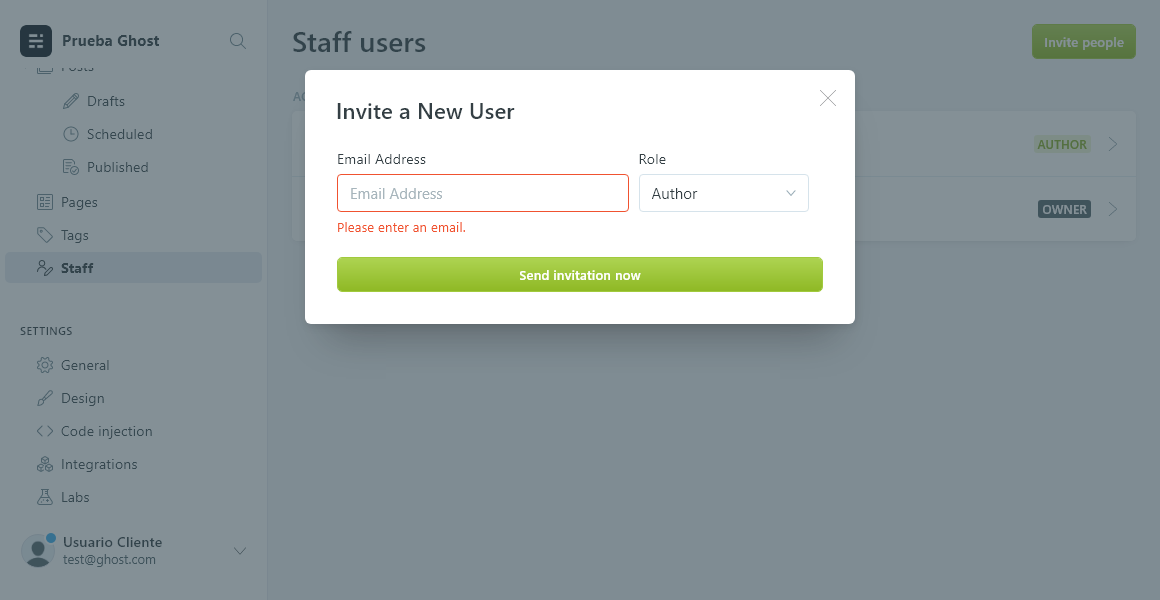 Prueba Ghost
Staff users
Invite people
Posts
Drafts
Scheduled
Published
Pages
Tags
Staff
SETTINGS
General
Design
Code injection
Integrations
Labs
Usuario Cliente
test@ghost.com
AUTHOR
OWNER
Invite a New User
Email Address
Role
Email Address
Author
Please enter an email.
Send invitation now